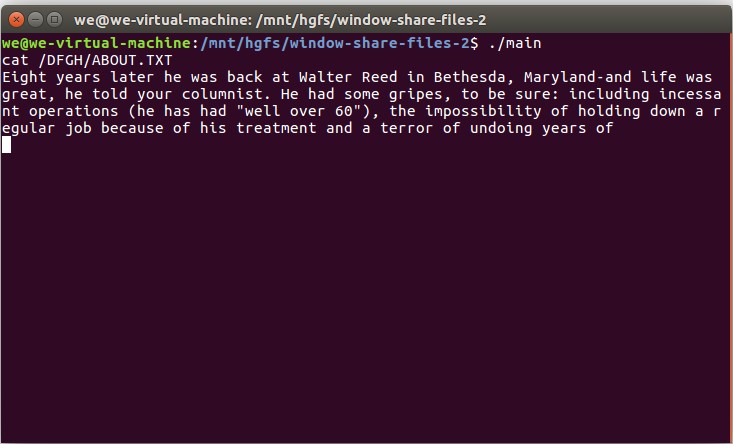 we@we-virtual-machine: /mnt/hgfs/window-share-files-2
we@we-virtual-machine:/mnt/hgfs/window-share-files-2$ ./main
cat /DFGH/ABOUT.TXT
Eight years later he was back at Walter Reed in Bethesda, Maryland-and life was
great, he told your columnist. He had some gripes, to be sure: including incessa
nt operations (he has had "well over 60"), the impossibility of holding down a r
egular job because of his treatment and a terror of undoing years of